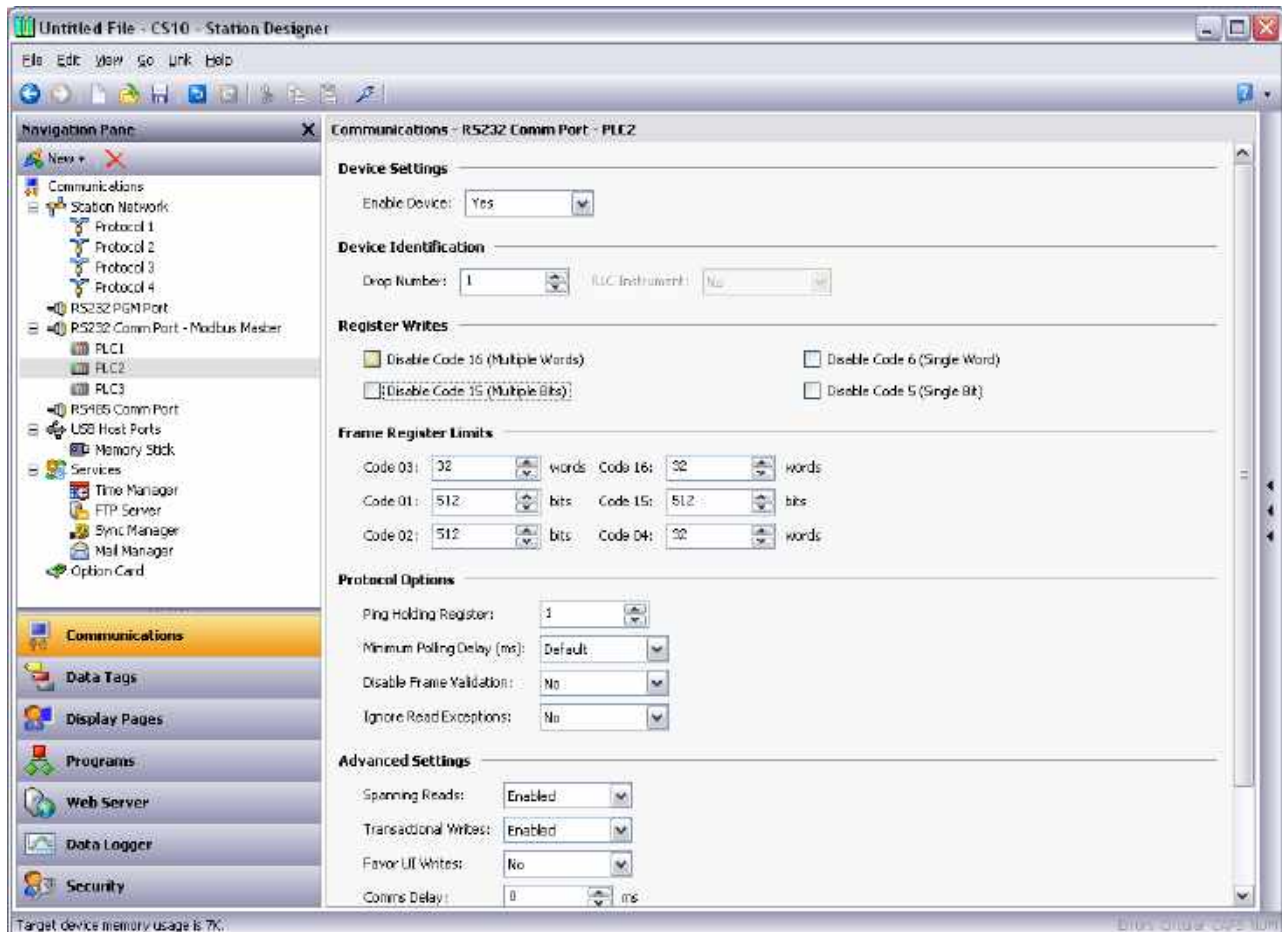 Untitled File - CS10 - Station Designer
File Edit View Go Link Help
Navigation Pane
New
Communications
Station Network
Protocol 1
Protocol 2
Protocol 3
Protocol 4
RS232 PGM Port
RS232 Comm Port - Modbus Master
PLC1
PLC2
PLC3
RS485 Comm Port
USB Host Ports
Memory Stick
Services
Time Manager
FTP Server
Sync Manager
Mail Manager
Option Card
Communications
Data Tags
Display Pages
Programs
Web Server
Data Logger
Security
Communications - RS232 Comm Port - PLC2
Device Settings
Enable Device: Yes
Device Identification
Drop Number: 1 RLC Instrument: No
Register Writes
Disable Code 16 (Multiple Words) Disable Code 6 (Single Word)
Disable Code 15 (Multiple Bits) Disable Code 5 (Single Bit)
Frame Register Limits
Code 03: 32 words Code 16: 32 words
Code 01: 512 bits Code 15: 512 bits
Code 02: 512 bits Code 04: 32 words
Protocol Options
Ping Holding Register: 1
Minimum Polling Delay (ms): Default
Disable Frame Validation: No
Ignore Read Exceptions: No
Advanced Settings
Spanning Reads: Enabled
Transactional Writes: Enabled
Favor UI Writes: No
Comms Delay: 0 ms
Target device memory usage is 7K.
Errors Circular CAPS NUM